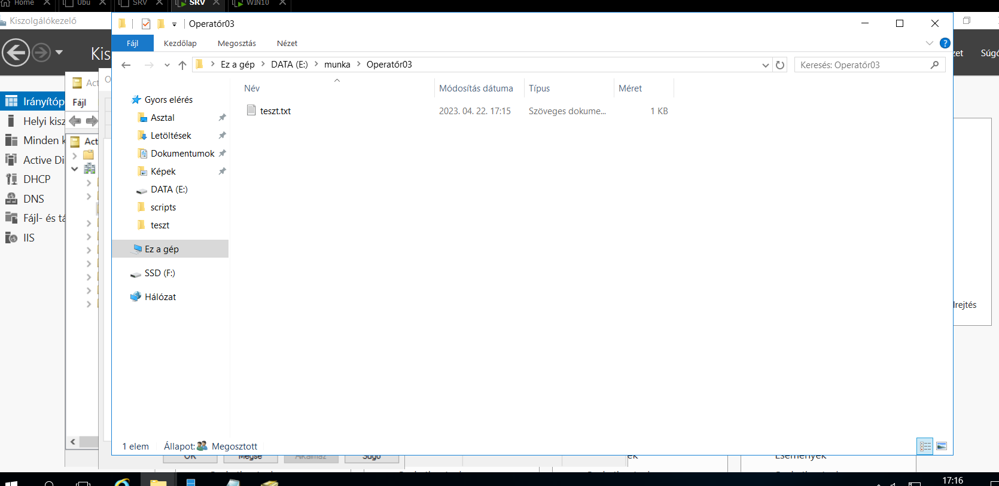 Home
Ubu
SRV
SRV
WIN10
Kiszolgálókezelő
Operatőr03
Fájl
Kezdőlap
Megosztás
Nézet
Kis
zet
Súgó
Ez a gép
DATA (E:)
munka
Operatőr03
Keresés: Operatőr03
Act
O
Név
Módosítás dátuma
Típus
Méret
teszt.txt
2023. 04. 22. 17:15
Szöveges dokume...
1 KB
Gyors elérés
Asztal
Letöltések
Dokumentumok
Képek
DATA (E:)
scripts
teszt
Ez a gép
SSD (F:)
Hálózat
Irányítóp
Helyi kisz
Minden k
Active Di
DHCP
DNS
Fájl- és tá
IIS
Fájl
Act
lrejtés
1 elem
Állapot:
Megosztott
OK
Mégse
Alkalmaz
Súgó
ek
Események
17:16